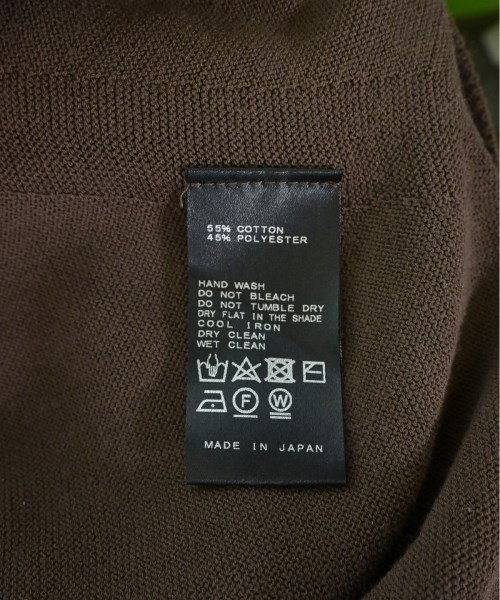 55% COTTON
45% POLYESTER
HAND WASH
DO NOT BLEACH
DO NOT TUMBLE DRY
DRY FLAT IN THE SHADE
COOL IRON
DRY CLEAN
WET CLEAN
F W
MADE IN JAPAN